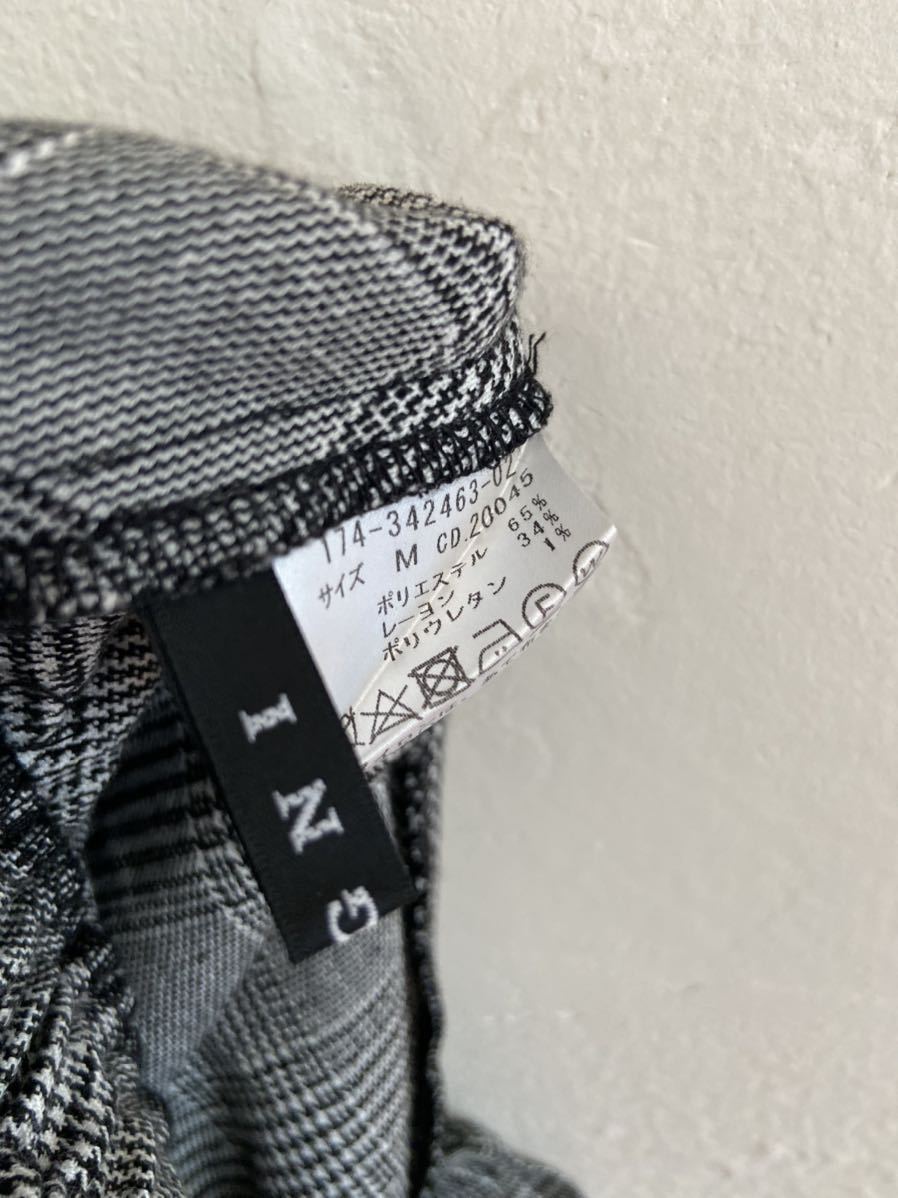 174-342463-02
サイズ M CD.20045
ポリエステル 65%
レーヨン 34%
ポリウレタン 1%
ING